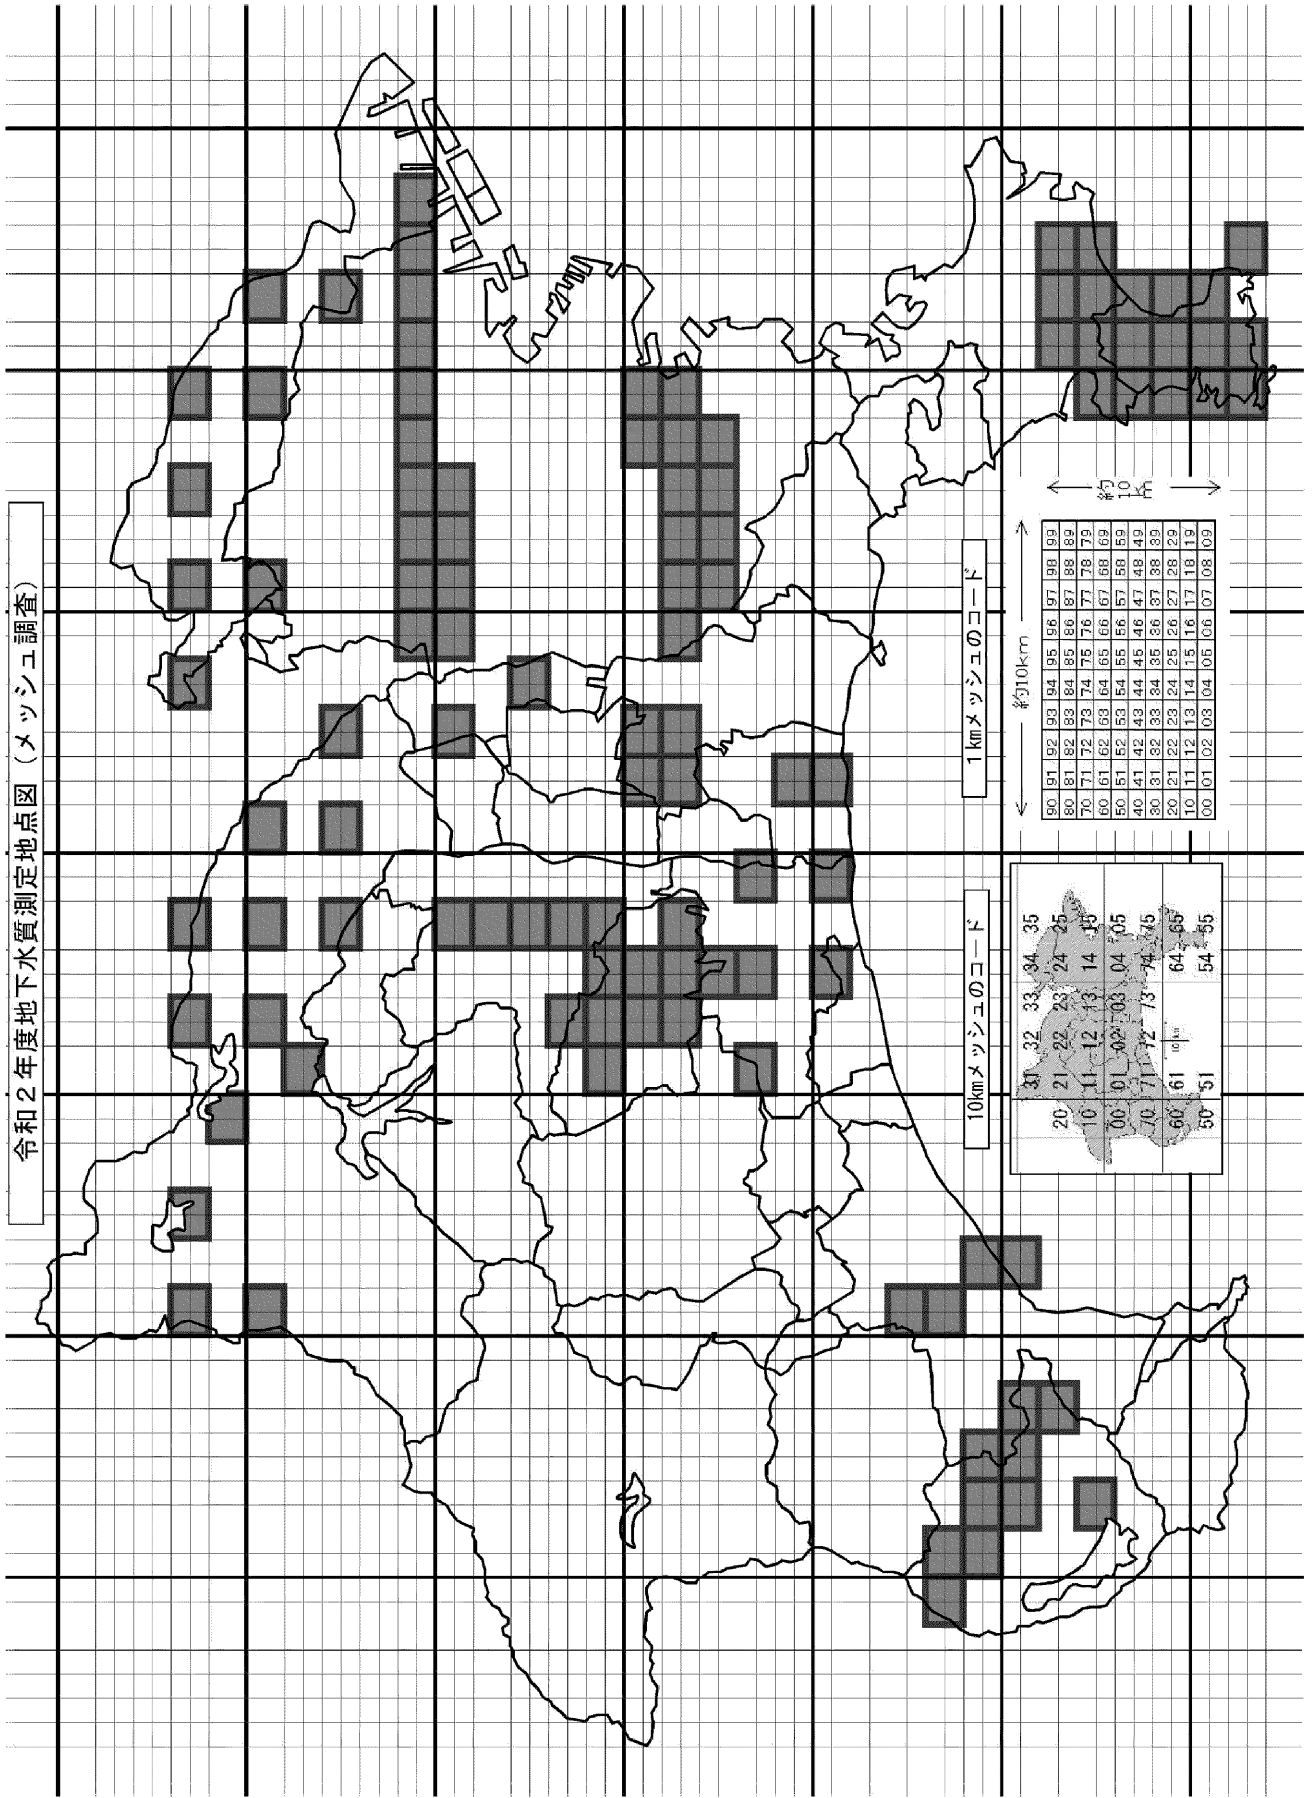 令和2年度地下水質測定地点図(メッシュ調査)
10kmメッシュのコード
31 32 33 34 35
20 21 22 23 24 25
10 11 12 13 14 15
00 01 02 03 04 05
70 71 72 73 74 75
60 61 64 65
50 51 54 55
1kmメッシュのコード
約10km
90 91 92 93 94 95 96 97 98 99
80 81 82 83 84 85 86 87 88 89
70 71 72 73 74 75 76 77 78 79
60 61 62 63 64 65 66 67 68 69
50 51 52 53 54 55 56 57 58 59
40 41 42 43 44 45 46 47 48 49
30 31 32 33 34 35 36 37 38 39
20 21 22 23 24 25 26 27 28 29
10 11 12 13 14 15 16 17 18 19
00 01 02 03 04 05 06 07 08 09
約
10
km